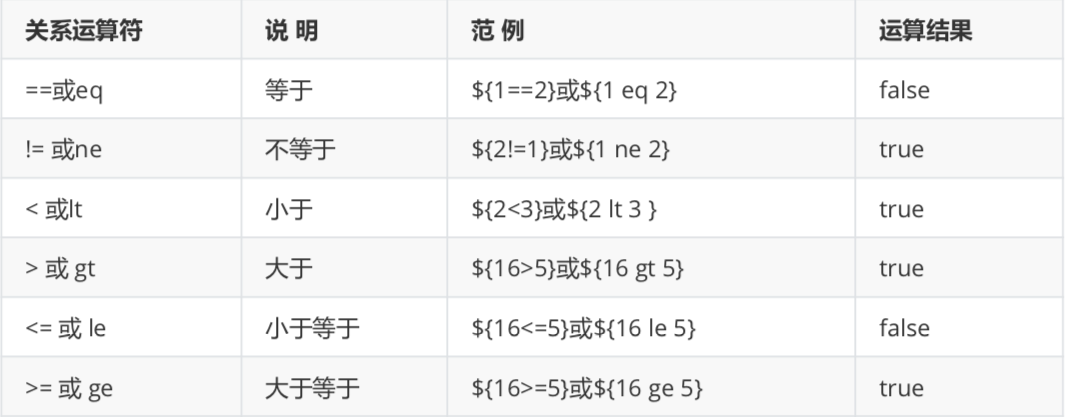 关系运算符 说 明 范 例 运算结果
==或eq 等于 ${1==2}或${1 eq 2} false
!= 或ne 不等于 ${2!=1}或${1 ne 2} true
< 或lt 小于 ${2<3}或${2 lt 3 } true
> 或 gt 大于 ${16>5}或${16 gt 5} true
<= 或 le 小于等于 ${16<=5}或${16 le 5} false
>= 或 ge 大于等于 ${16>=5}或${16 ge 5} true